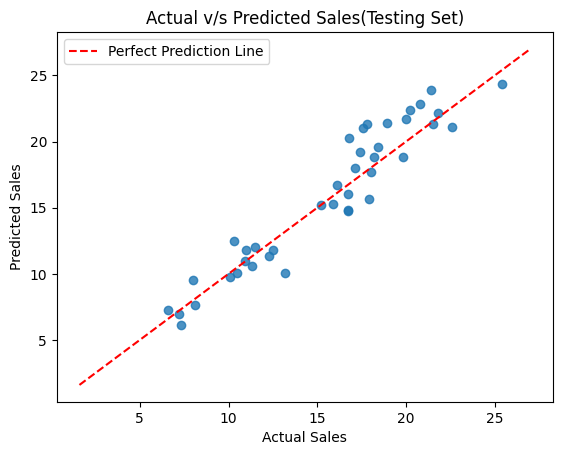 Actual v/s Predicted Sales(Testing Set)
Perfect Prediction Line
25
20
15
10
5
Predicted Sales
5 10 15 20 25
Actual Sales